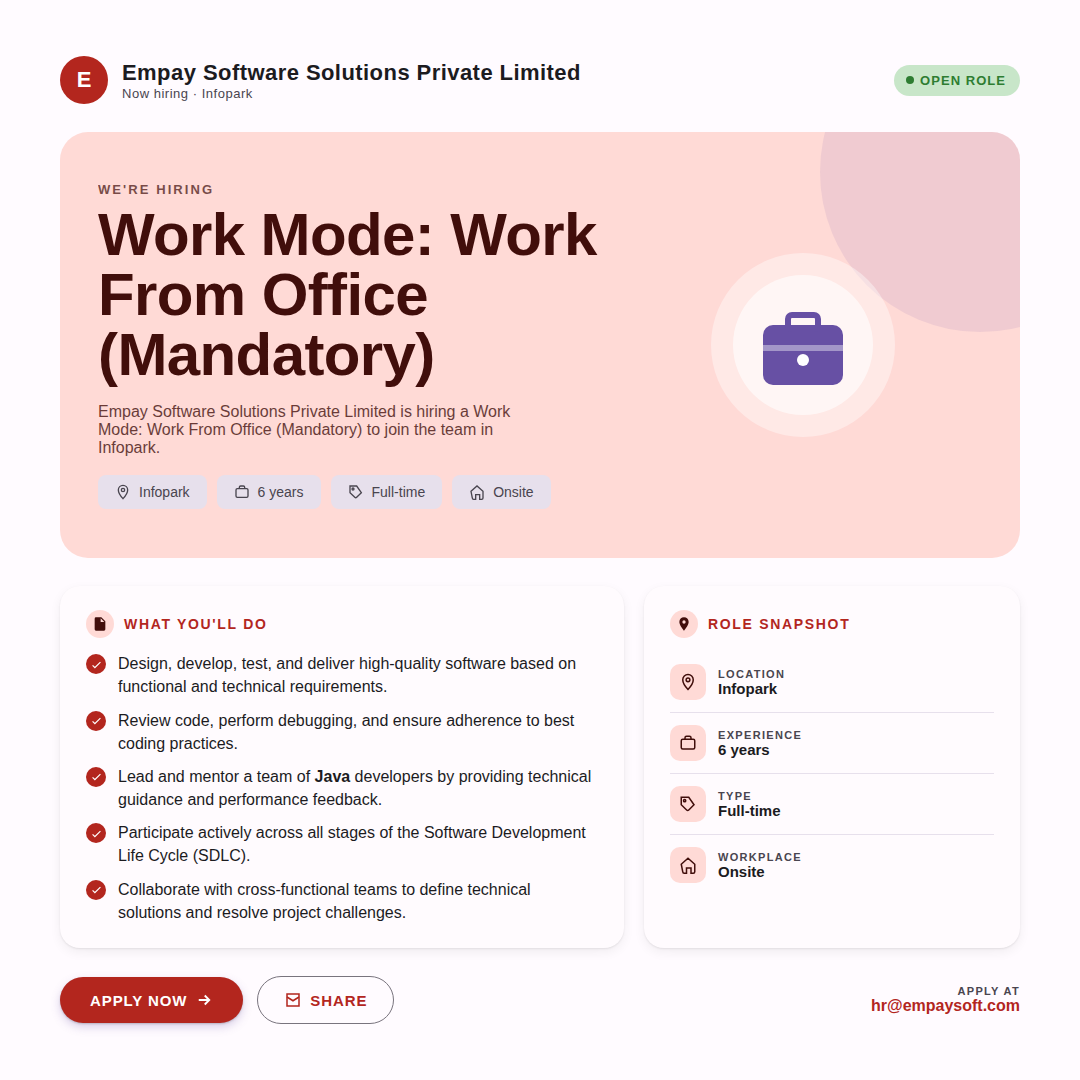 E
Empay Software Solutions Private Limited
Now hiring · Infopark
OPEN ROLE
WE'RE HIRING
Work Mode: Work
From Office
(Mandatory)
Empay Software Solutions Private Limited is hiring a Work
Mode: Work From Office (Mandatory) to join the team in
Infopark.
Infopark
6 years
Full-time
Onsite
WHAT YOU'LL DO
Design, develop, test, and deliver high-quality software based on
functional and technical requirements.
Review code, perform debugging, and ensure adherence to best
coding practices.
Lead and mentor a team of Java developers by providing technical
guidance and performance feedback.
Participate actively across all stages of the Software Development
Life Cycle (SDLC).
Collaborate with cross-functional teams to define technical
solutions and resolve project challenges.
ROLE SNAPSHOT
LOCATION
Infopark
EXPERIENCE
6 years
TYPE
Full-time
WORKPLACE
Onsite
APPLY NOW
SHARE
APPLY AT
hr@empaysoft.com